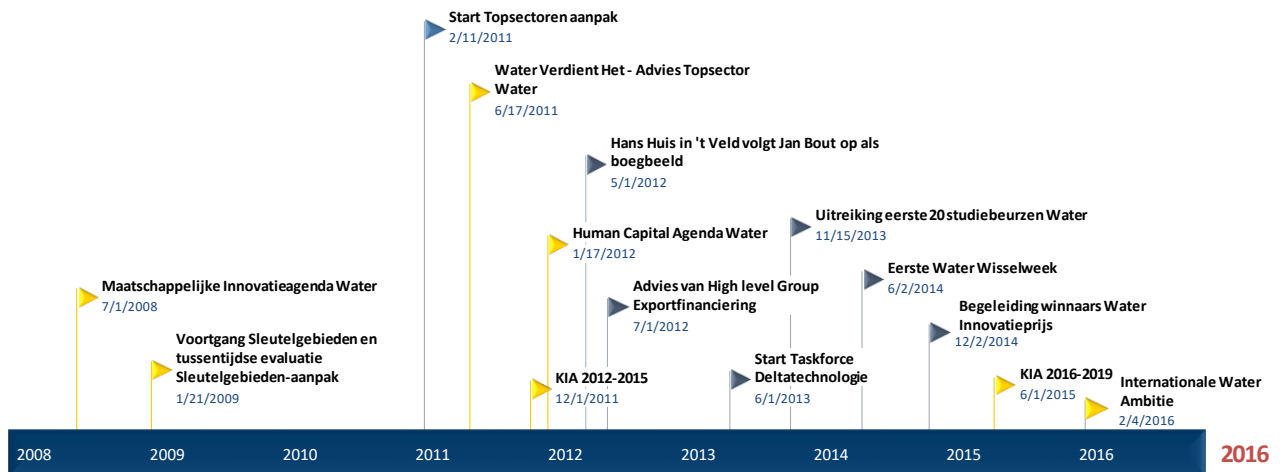 Start Topsectoren aanpak
2/11/2011
Water Verdient Het - Advies Topsector
Water
6/17/2011
Hans Huis in 't Veld volgt Jan Bout op als
boegbeeld
5/1/2012
Uitreiking eerste 20 studiebeurzen Water
11/15/2013
Human Capital Agenda Water
1/17/2012
Eerste Water Wisselweek
6/2/2014
Maatschappelijke Innovatieagenda Water
7/1/2008
Advies van High level Group
Exportfinanciering
7/1/2012
Begeleiding winnaars Water
Innovatieprijs
12/2/2014
Voortgang Sleutelgebieden en
tussentijdse evaluatie
Sleutelgebieden-aanpak
1/21/2009
Start Taskforce
Deltatechnologie
6/1/2013
KIA 2012-2015
12/1/2011
KIA 2016-2019
6/1/2015
Internationale Water
Ambitie
2/4/2016
2008 2009 2010 2011 2012 2013 2014 2015 2016 2016